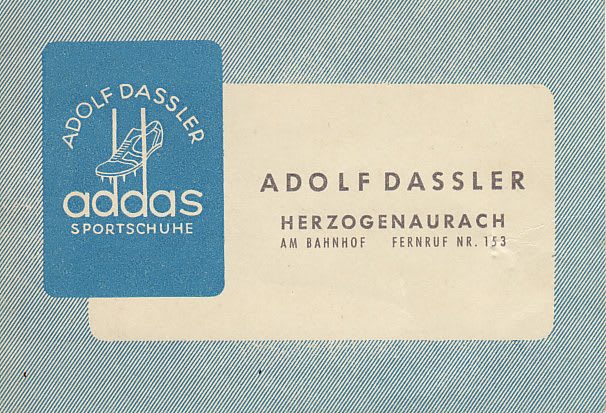 ADOLF DASSLER
addas
SPORTSCHUHE
ADOLF DASSLER
HERZOGENAURACH
AM BAHNHOF FERNRUF NR. 153